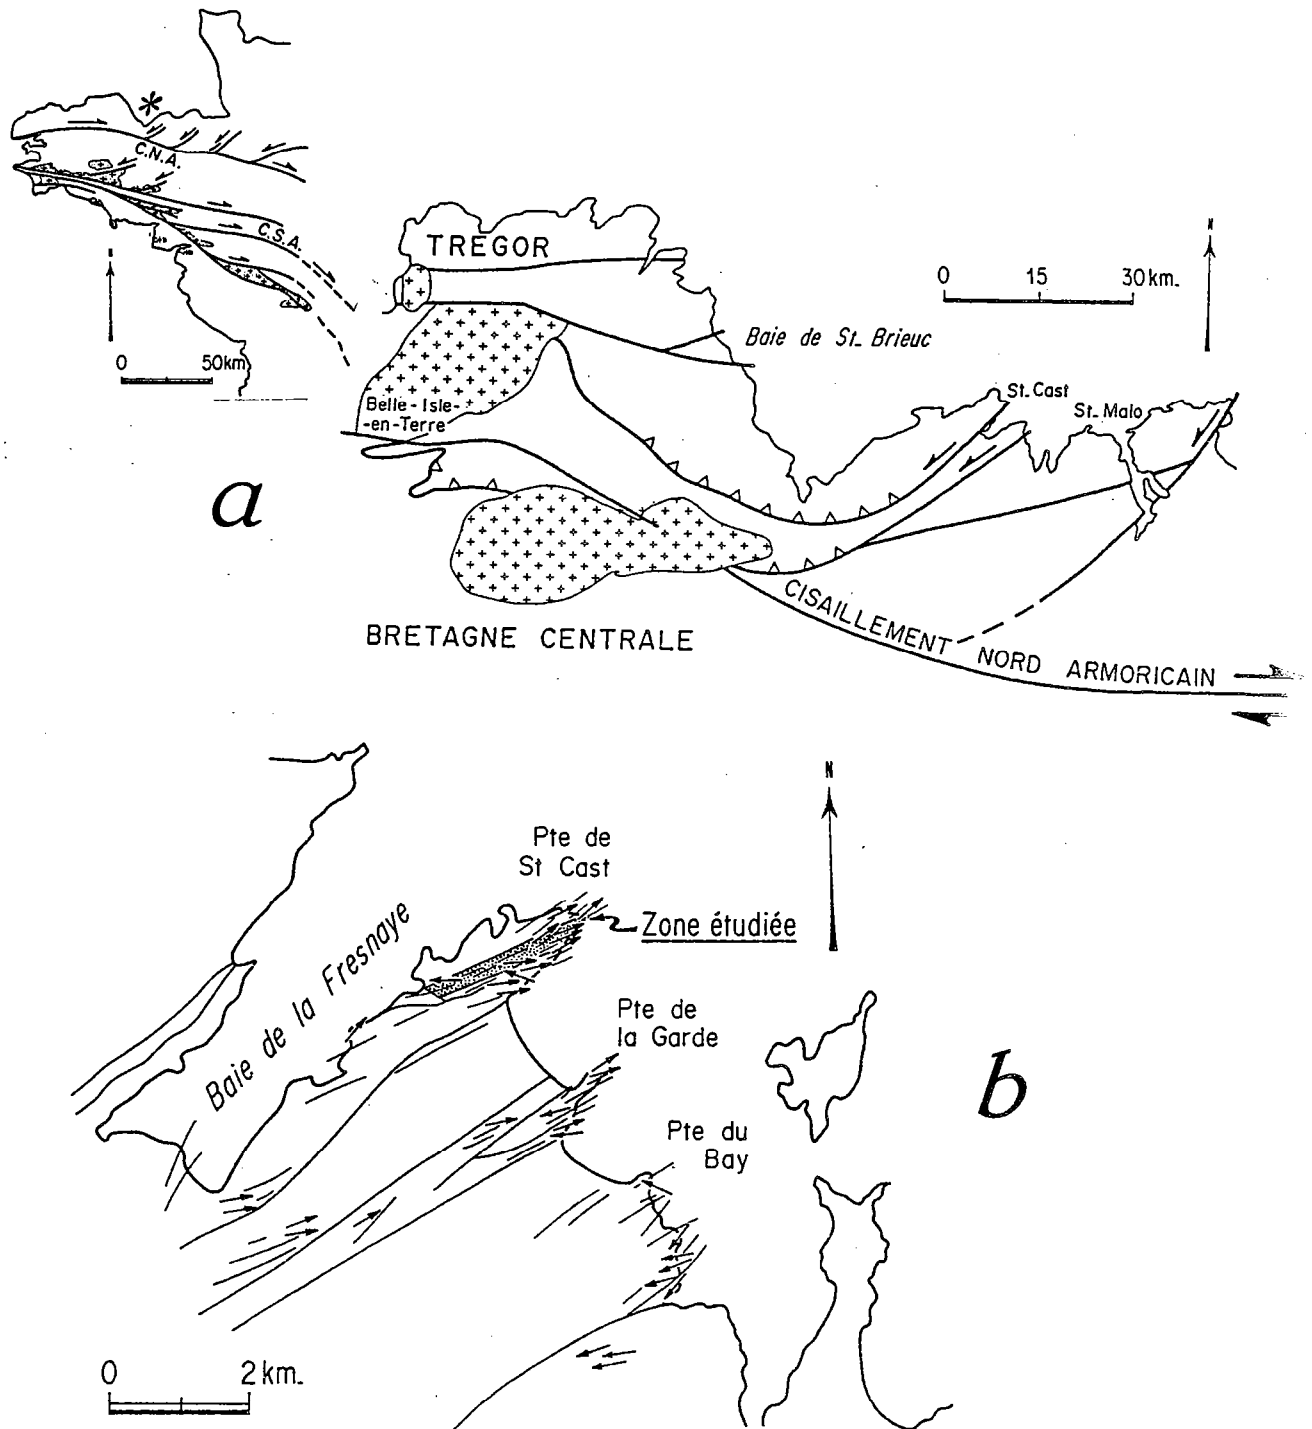 *
C.N.A.
C.S.A.
N
0 50km
TREGOR
N
0 15 30km.
Baie de St. Brieuc
St. Cast
St. Malo
Belle-Isle-
-en-Terre
a
CISAILLEMENT NORD ARMORICAIN
BRETAGNE CENTRALE
N
Pte de
St Cast
Zone étudiée
Baie de la Fresnaye
Pte de
la Garde
b
Pte du
Bay
0 2km.